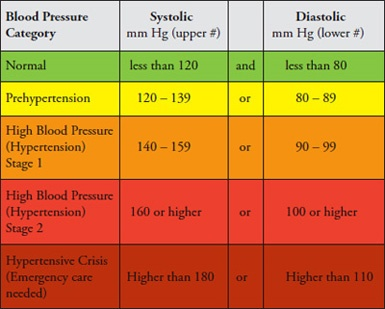 Blood Pressure Category Systolic mm Hg (upper #) Diastolic mm Hg (lower #)
Normal less than 120 and less than 80
Prehypertension 120 – 139 or 80 – 89
High Blood Pressure (Hypertension) Stage 1 140 – 159 or 90 – 99
High Blood Pressure (Hypertension) Stage 2 160 or higher or 100 or higher
Hypertensive Crisis (Emergency care needed) Higher than 180 or Higher than 110